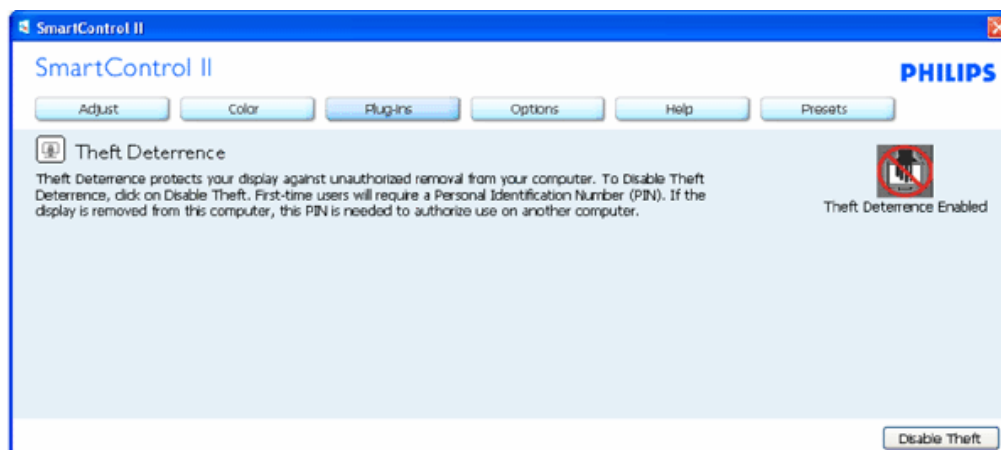 SmartControl II
SmartControl II
PHILIPS
Adjust
Color
Plug-Ins
Options
Help
Presets
Theft Deterrence
Theft Deterrence protects your display against unauthorized removal from your computer. To Disable Theft
Deterrence, click on Disable Theft. First-time users will require a Personal Identification Number (PIN). If the
display is removed from this computer, this PIN is needed to authorize use on another computer.
Theft Deterrence Enabled
Disable Theft